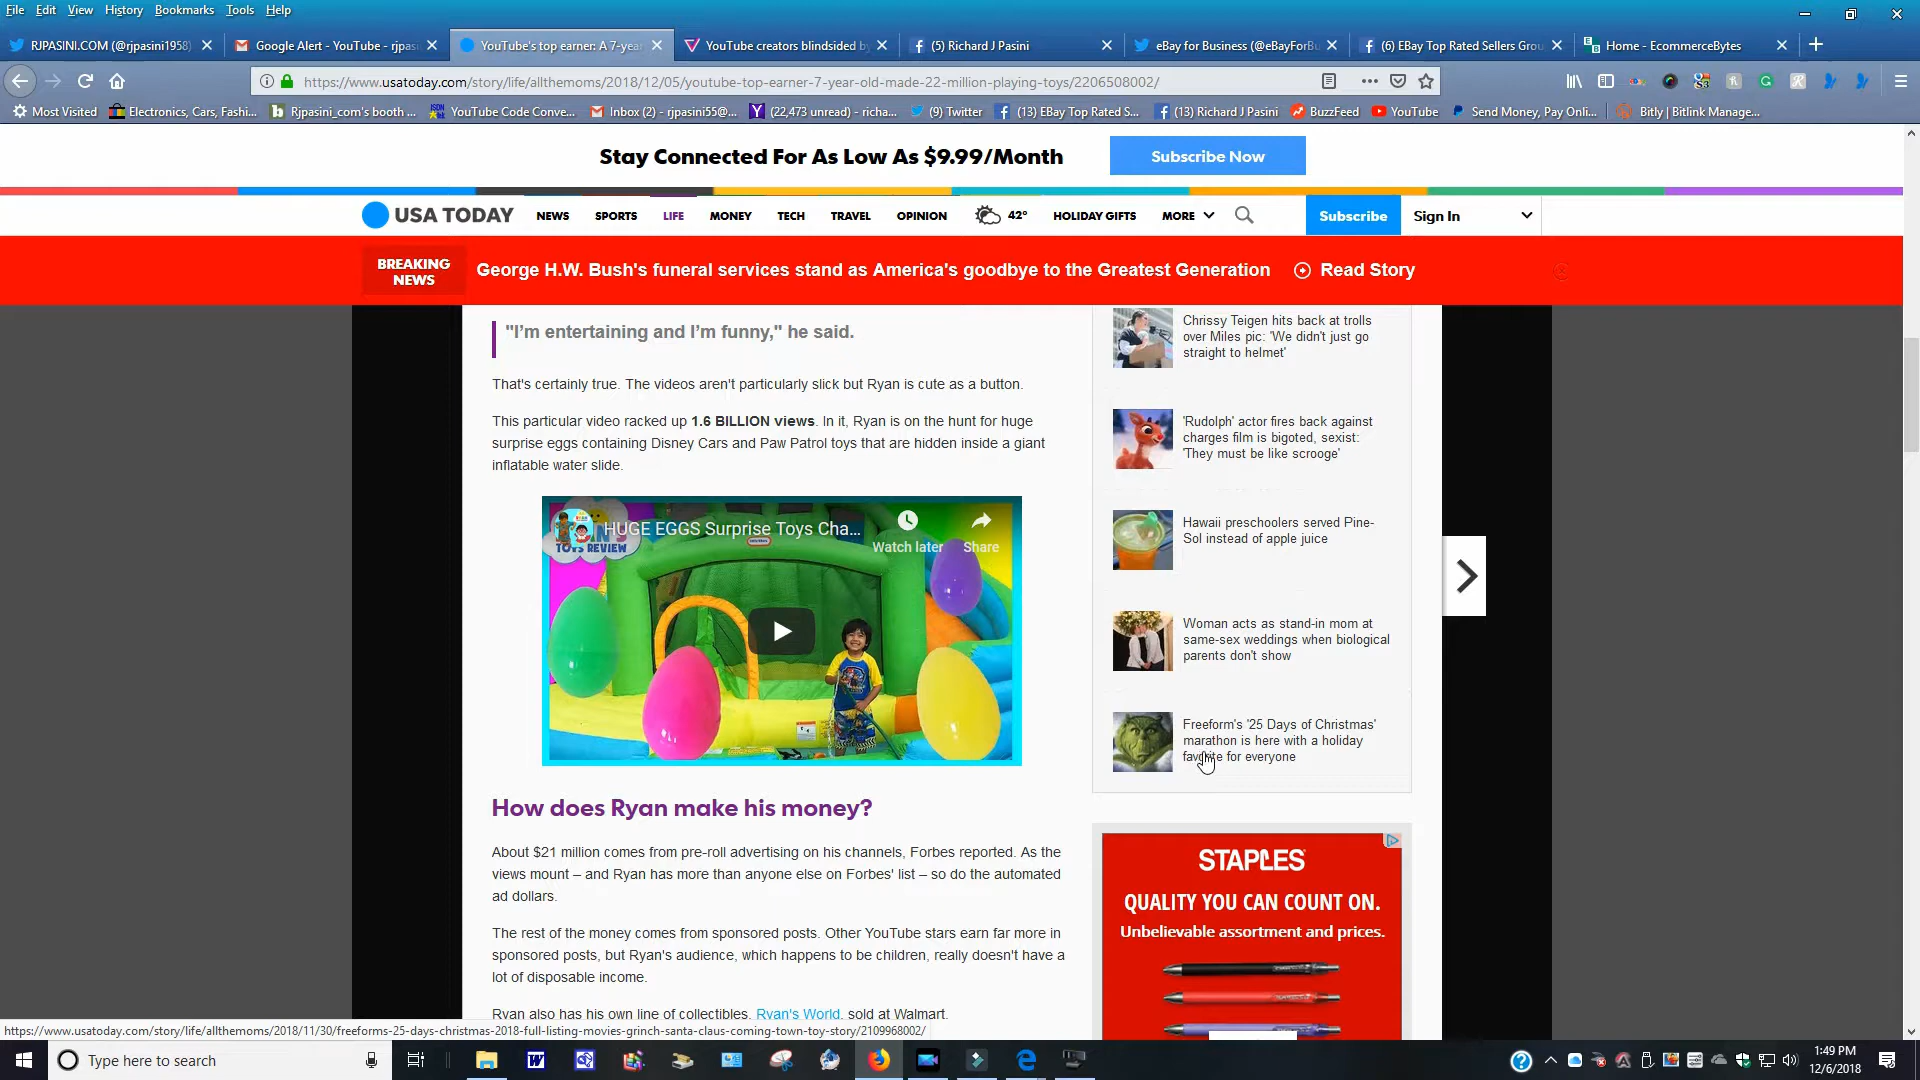 File Edit View History Bookmarks Tools Help
RJPASINI.COM (@rjpasini1958)
Google Alert - YouTube - rjpas
YouTube's top earner: A 7-yea
YouTube creators blindsided b
(5) Richard J Pasini
eBay for Business (@eBayForBu
(6) EBay Top Rated Sellers Grou
Home - EcommerceBytes
https://www.usatoday.com/story/life/allthemoms/2018/12/05/youtube-top-earner-7-year-old-made-22-million-playing-toys/2206508002/
Most Visited
Electronics, Cars, Fashi...
Rjpasini_com's booth ...
YouTube Code Conve...
Inbox (2) - rjpasini55@...
(22,473 unread) - richa...
(9) Twitter
(13) EBay Top Rated S...
(13) Richard J Pasini
BuzzFeed
YouTube
Send Money, Pay Onli...
Bitly | Bitlink Manage...
Stay Connected For As Low As $9.99/Month
Subscribe Now
USA TODAY
NEWS SPORTS LIFE MONEY TECH TRAVEL OPINION 42° HOLIDAY GIFTS MORE
Subscribe
Sign In
BREAKING
NEWS
George H.W. Bush's funeral services stand as America's goodbye to the Greatest Generation
Read Story
"I'm entertaining and I'm funny," he said.
That's certainly true. The videos aren't particularly slick but Ryan is cute as a button.
This particular video racked up 1.6 BILLION views. In it, Ryan is on the hunt for huge
surprise eggs containing Disney Cars and Paw Patrol toys that are hidden inside a giant
inflatable water slide.
HUGE EGGS Surprise Toys Cha...
Watch later
Share
TOYS REVIEW
How does Ryan make his money?
About $21 million comes from pre-roll advertising on his channels, Forbes reported. As the
views mount – and Ryan has more than anyone else on Forbes' list – so do the automated
ad dollars.
The rest of the money comes from sponsored posts. Other YouTube stars earn far more in
sponsored posts, but Ryan's audience, which happens to be children, really doesn't have a
lot of disposable income.
Ryan also has his own line of collectibles, Ryan's World, sold at Walmart.
Chrissy Teigen hits back at trolls
over Miles pic: 'We didn't just go
straight to helmet'
'Rudolph' actor fires back against
charges film is bigoted, sexist:
'They must be like scrooge'
Hawaii preschoolers served Pine-
Sol instead of apple juice
Woman acts as stand-in mom at
same-sex weddings when biological
parents don't show
Freeform's '25 Days of Christmas'
marathon is here with a holiday
favorite for everyone
STAPLES
QUALITY YOU CAN COUNT ON.
Unbelievable assortment and prices.
https://www.usatoday.com/story/life/allthemoms/2018/11/30/freeforms-25-days-christmas-2018-full-listing-movies-grinch-santa-claus-coming-town-toy-story/2109968002/
Type here to search
1:49 PM
12/6/2018